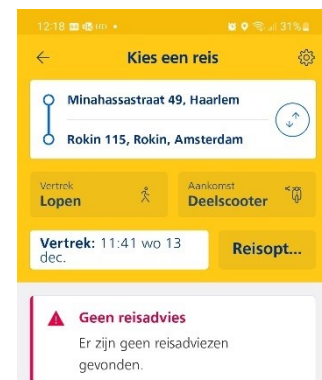 12:18 HD • 31%
Kies een reis
Minahassastraat 49, Haarlem
Rokin 115, Rokin, Amsterdam
Vertrek
Lopen
Aankomst
Deelscooter
Vertrek: 11:41 wo 13
dec.
Reisopt...
Geen reisadvies
Er zijn geen reisadviezen
gevonden.